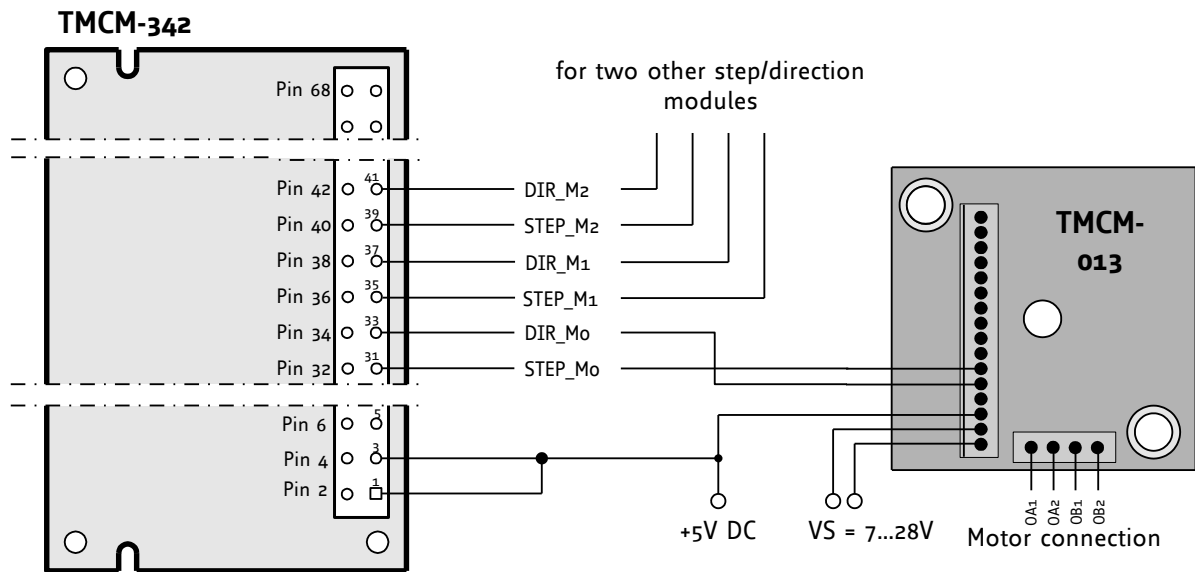 TMCM-342
for two other step/direction
modules
Pin 68
Pin 42 41 DIR_M2
Pin 40 39 STEP_M2
Pin 38 37 DIR_M1
Pin 36 35 STEP_M1
Pin 34 33 DIR_M0
Pin 32 31 STEP_M0
Pin 6 5
Pin 4 3
Pin 2 1
TMCM-
013
+5V DC
VS = 7...28V
OA1
OA2
OB1
OB2
Motor connection